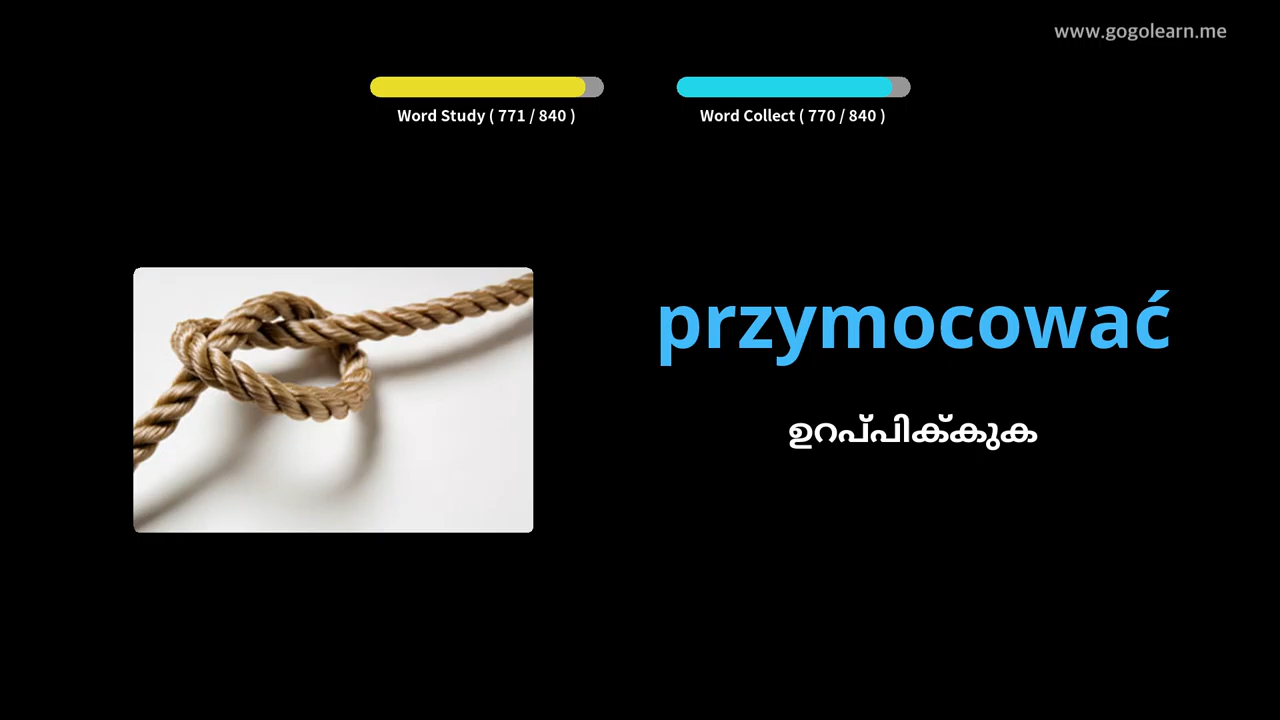 www.gogolearn.me
Word Study ( 771 / 840 )
Word Collect ( 770 / 840 )
przymocować
ഉറപ്പിക്കുക